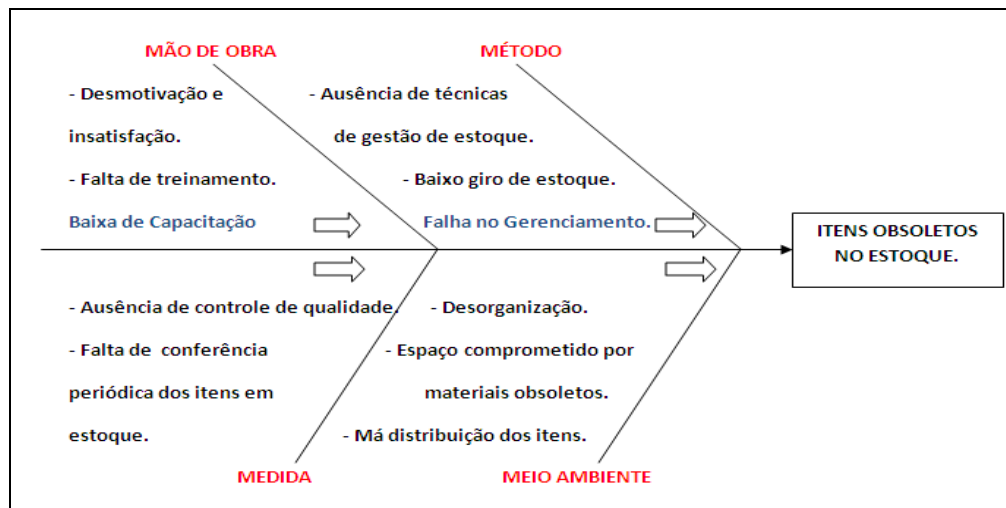 MÃO DE OBRA
- Desmotivação e
insatisfação.
- Falta de treinamento.
Baixa de Capacitação
MÉTODO
- Ausência de técnicas
de gestão de estoque.
- Baixo giro de estoque.
Falha no Gerenciamento.
ITENS OBSOLETOS
NO ESTOQUE.
- Ausência de controle de qualidade.
- Falta de conferência
periódica dos itens em
estoque.
MEDIDA
- Desorganização.
- Espaço comprometido por
materiais obsoletos.
- Má distribuição dos itens.
MEIO AMBIENTE